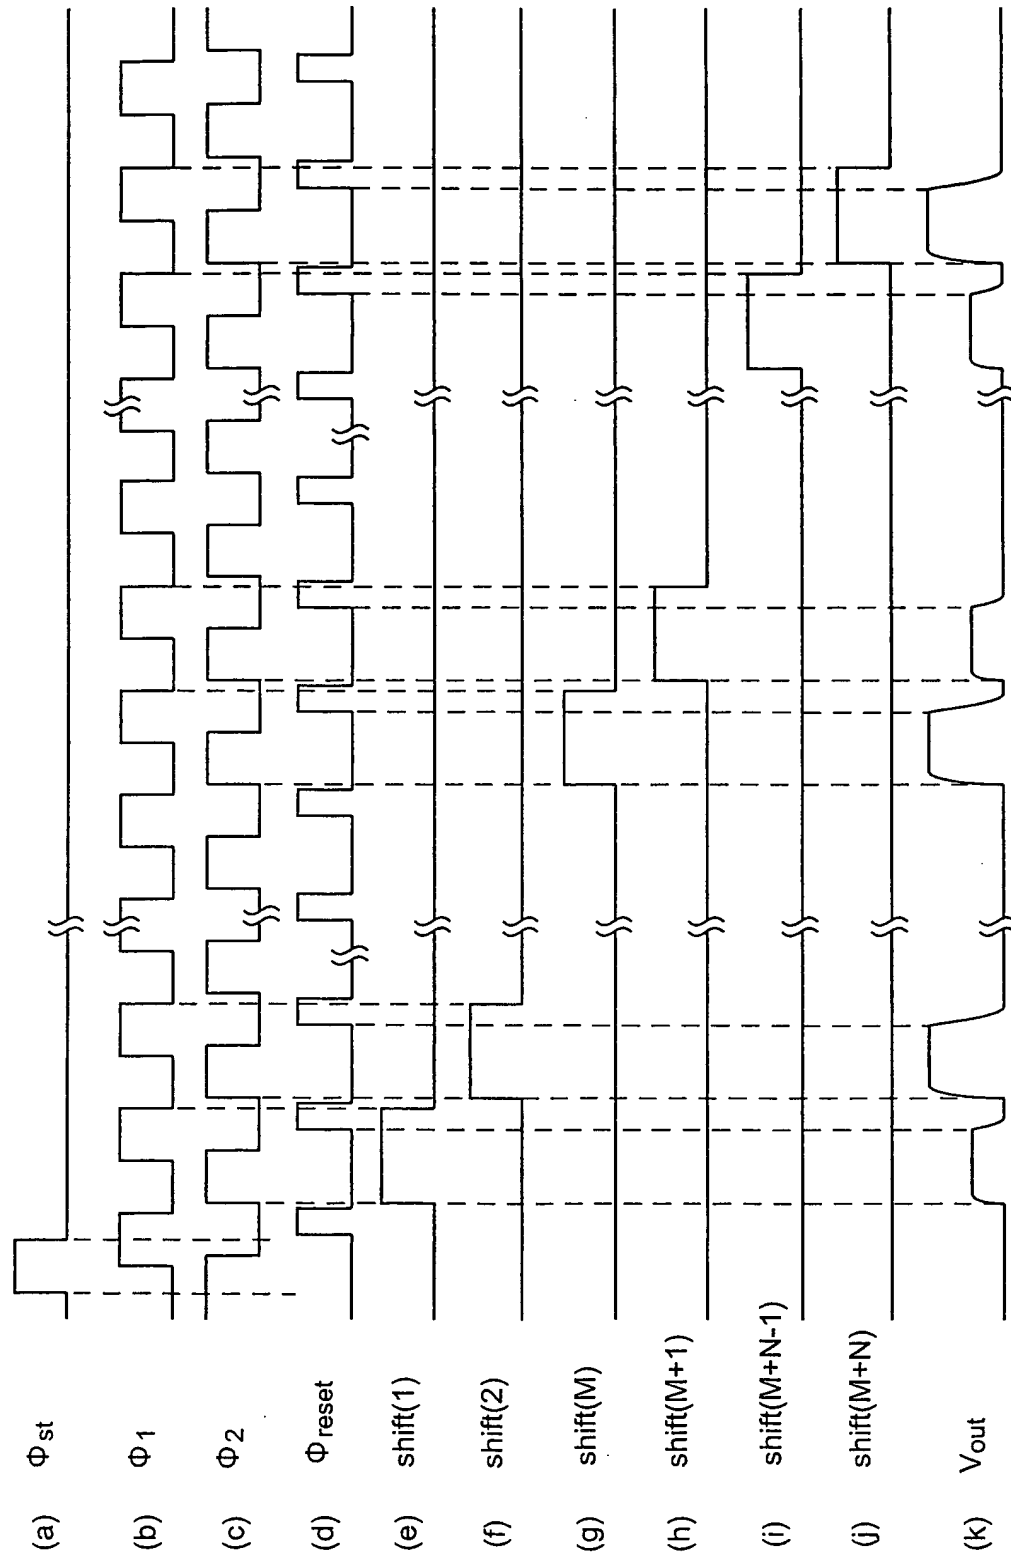 (a) Φst
(b) Φ1
(c) Φ2
(d) Φreset
(e) shift(1)
(f) shift(2)
(g) shift(M)
(h) shift(M+1)
(i) shift(M+N-1)
(j) shift(M+N)
(k) Vout